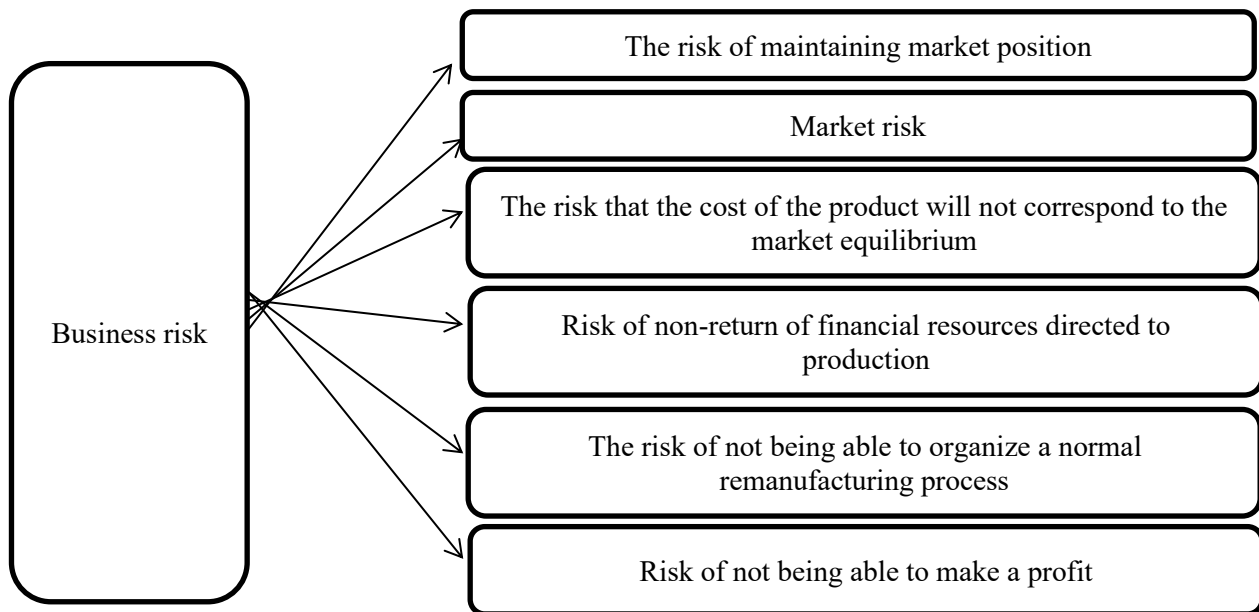 Business risk
The risk of maintaining market position
Market risk
The risk that the cost of the product will not correspond to the
market equilibrium
Risk of non-return of financial resources directed to
production
The risk of not being able to organize a normal
remanufacturing process
Risk of not being able to make a profit